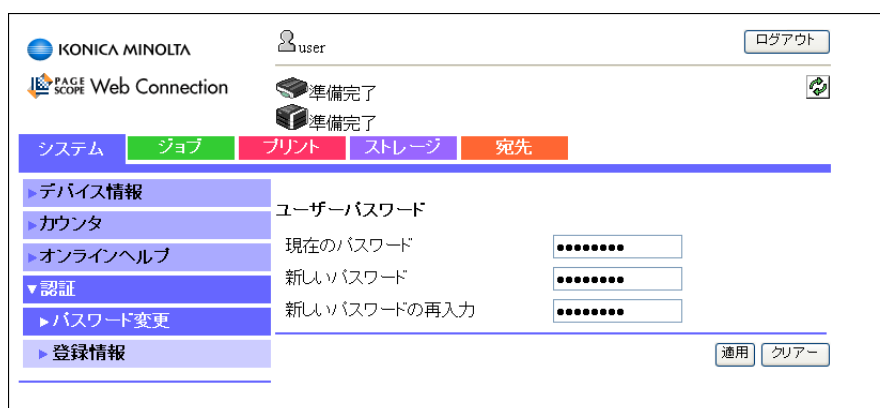 KONICA MINOLTA
user
ログアウト
PAGE SCOPE Web Connection
準備完了
準備完了
システム
ジョブ
プリント
ストレージ
宛先
デバイス情報
カウンタ
オンラインヘルプ
認証
パスワード変更
登録情報
ユーザーパスワード
現在のパスワード
新しいパスワード
新しいパスワードの再入力
適用
クリアー